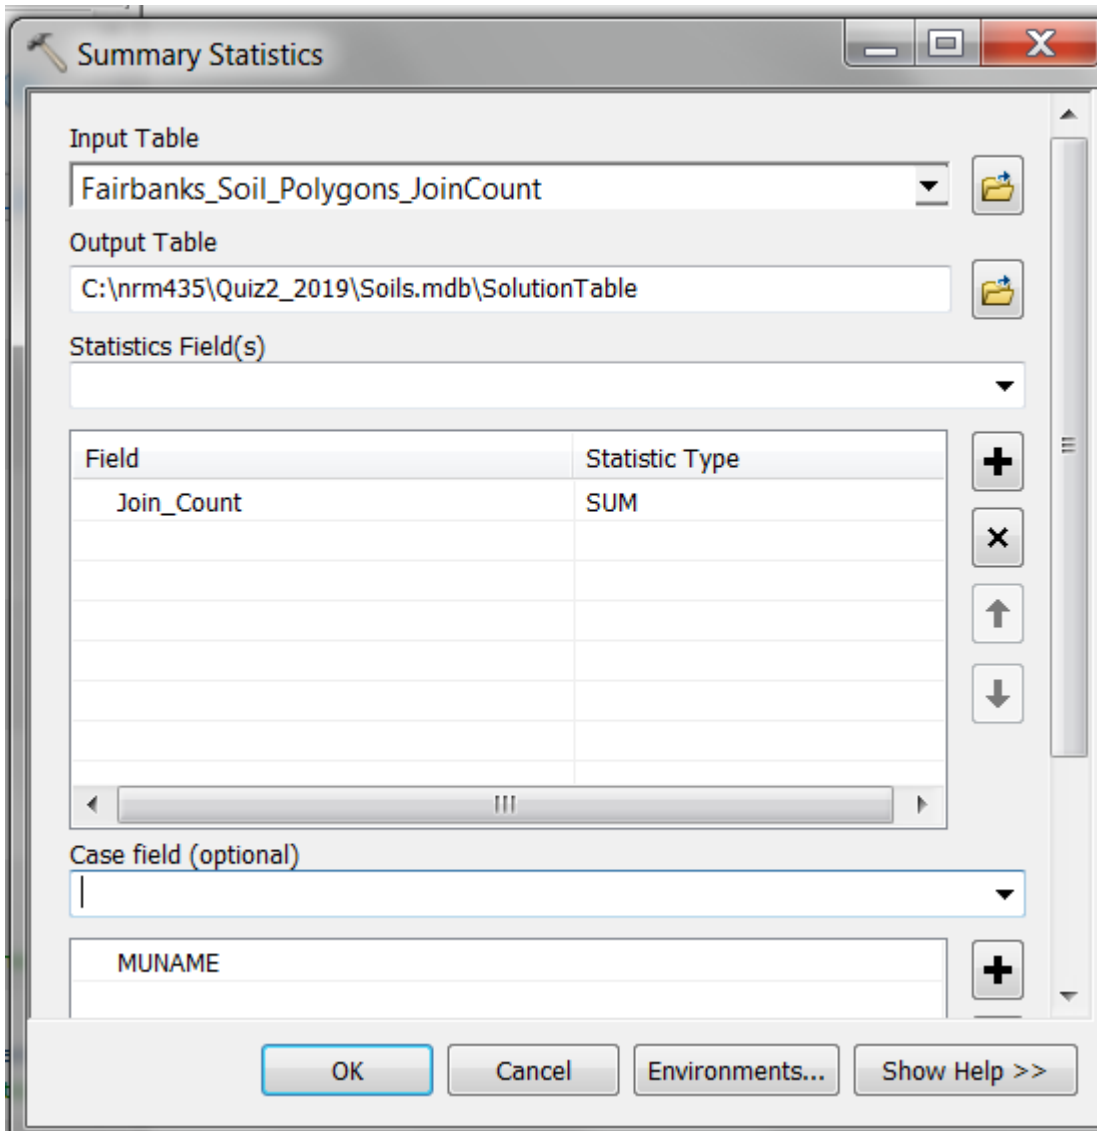 Summary Statistics
Input Table
Fairbanks_Soil_Polygons_JoinCount
Output Table
C:\nrm435\Quiz2_2019\Soils.mdb\SolutionTable
Statistics Field(s)
Field Statistic Type
Join_Count SUM
Case field (optional)
MUNAME
OK Cancel Environments... Show Help >>